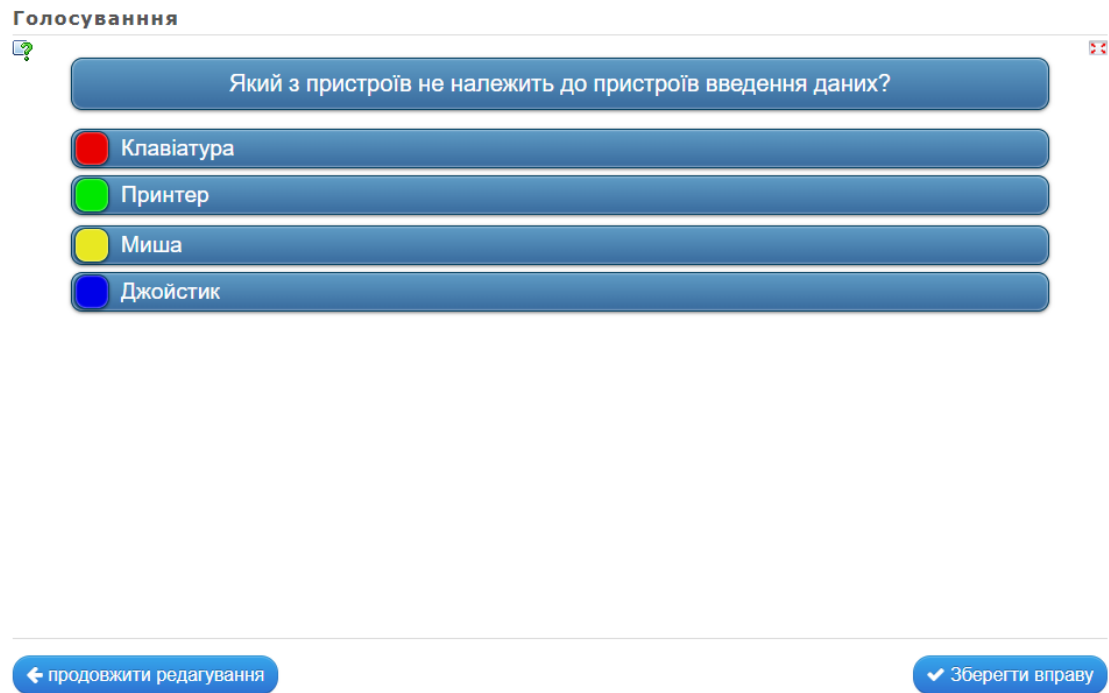 Голосуванння
Який з пристроїв не належить до пристроїв введення даних?
Клавіатура
Принтер
Миша
Джойстик
продовжити редагування
Зберегти вправу